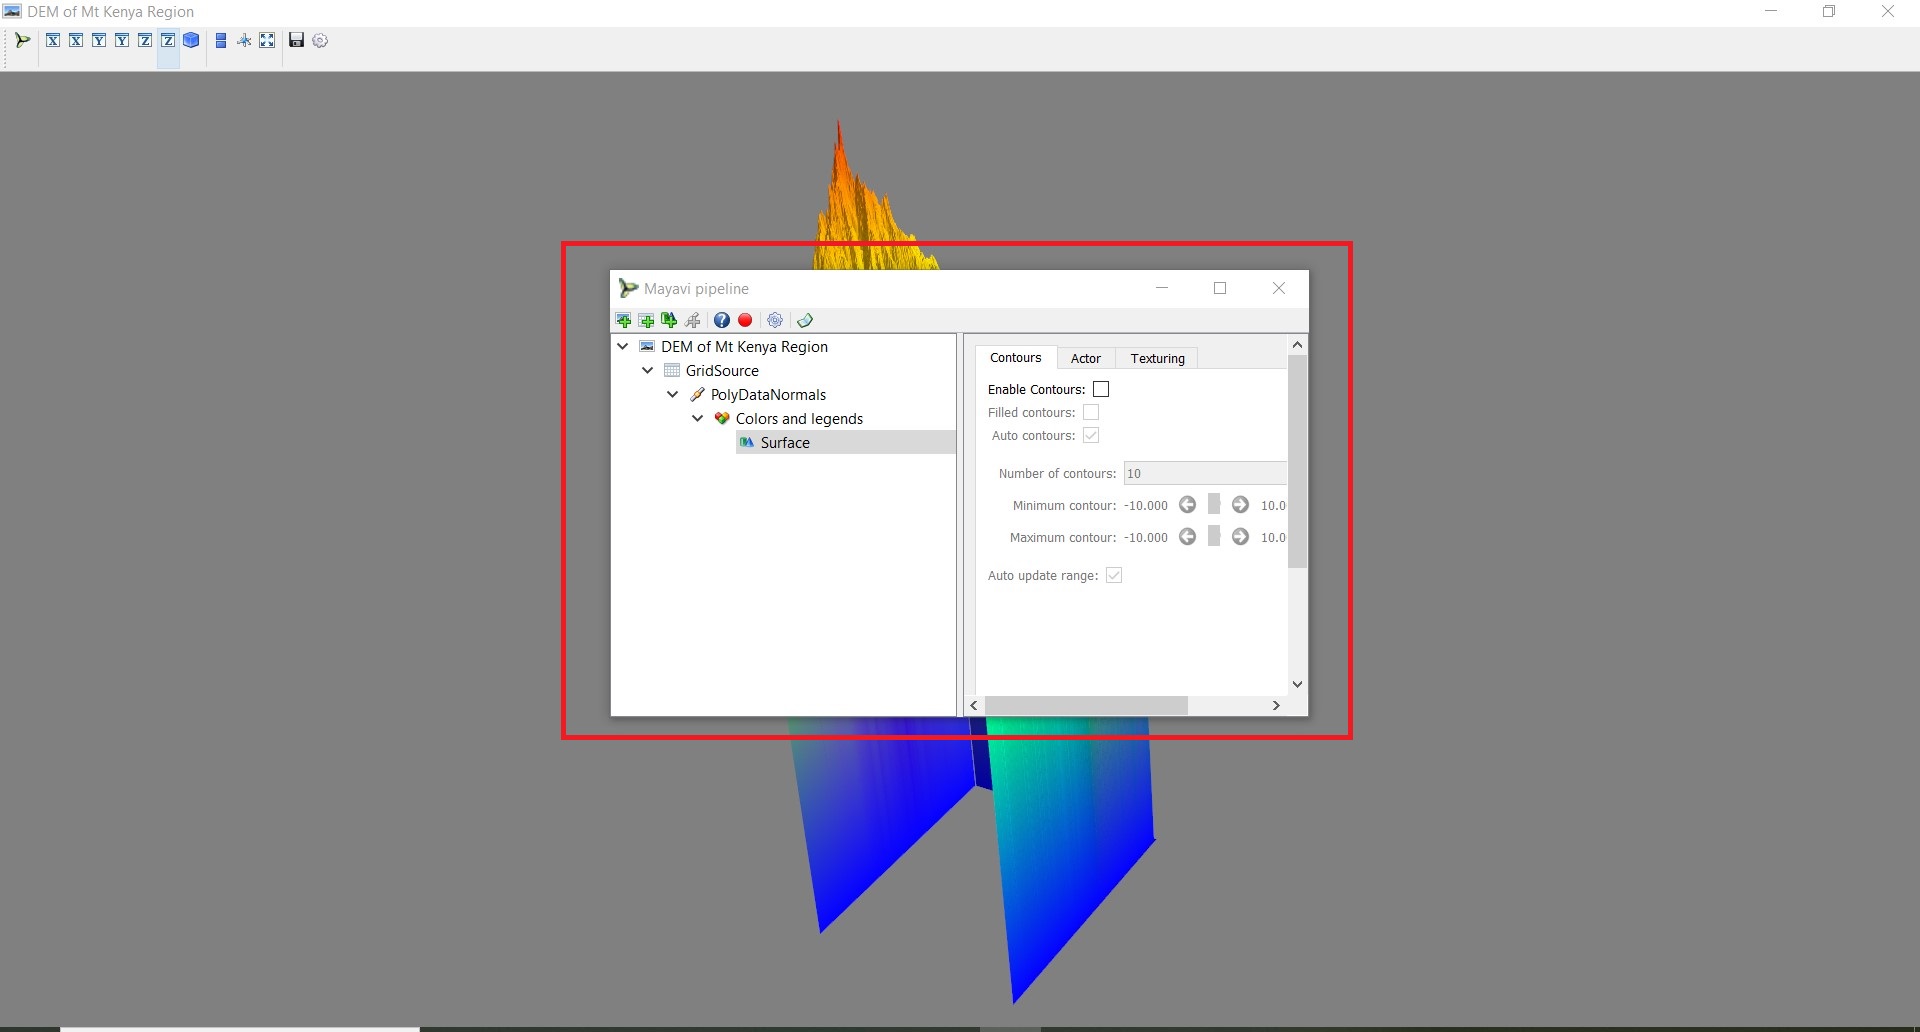 DEM of Mt Kenya Region
X X Y Y Z Z
Mayavi pipeline
DEM of Mt Kenya Region
GridSource
PolyDataNormals
Colors and legends
Surface
Contours Actor Texturing
Enable Contours:
Filled contours:
Auto contours:
Number of contours: 10
Minimum contour: -10.000 10.0
Maximum contour: -10.000 10.0
Auto update range: